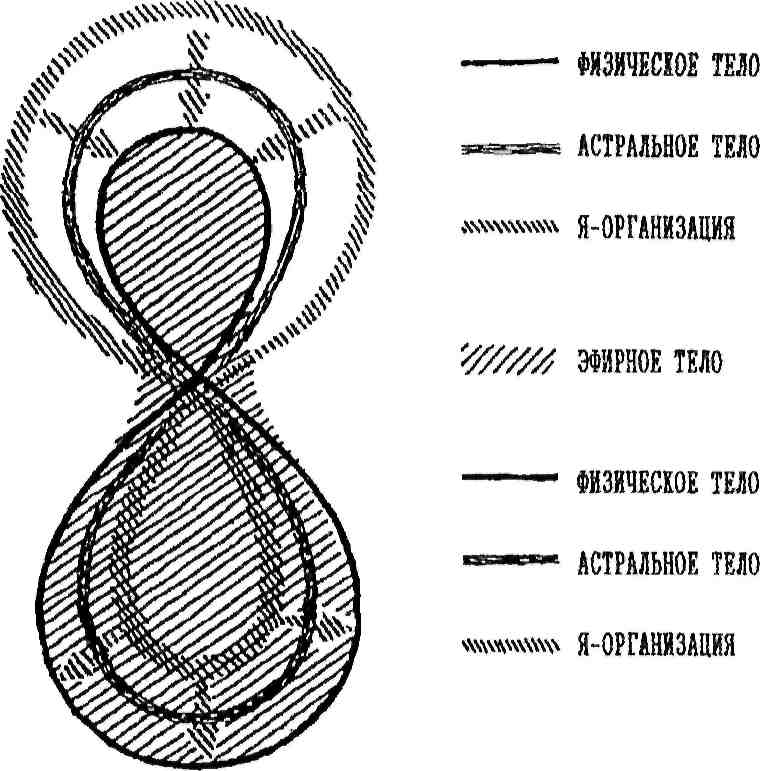 ФИЗИЧЕСКОЕ ТЕЛО
АСТРАЛЬНОЕ ТЕЛО
Я-ОРГАНИЗАЦИЯ
ЭФИРНОЕ ТЕЛО
ФИЗИЧЕСКОЕ ТЕЛО
АСТРАЛЬНОЕ ТЕЛО
Я-ОРГАНИЗАЦИЯ